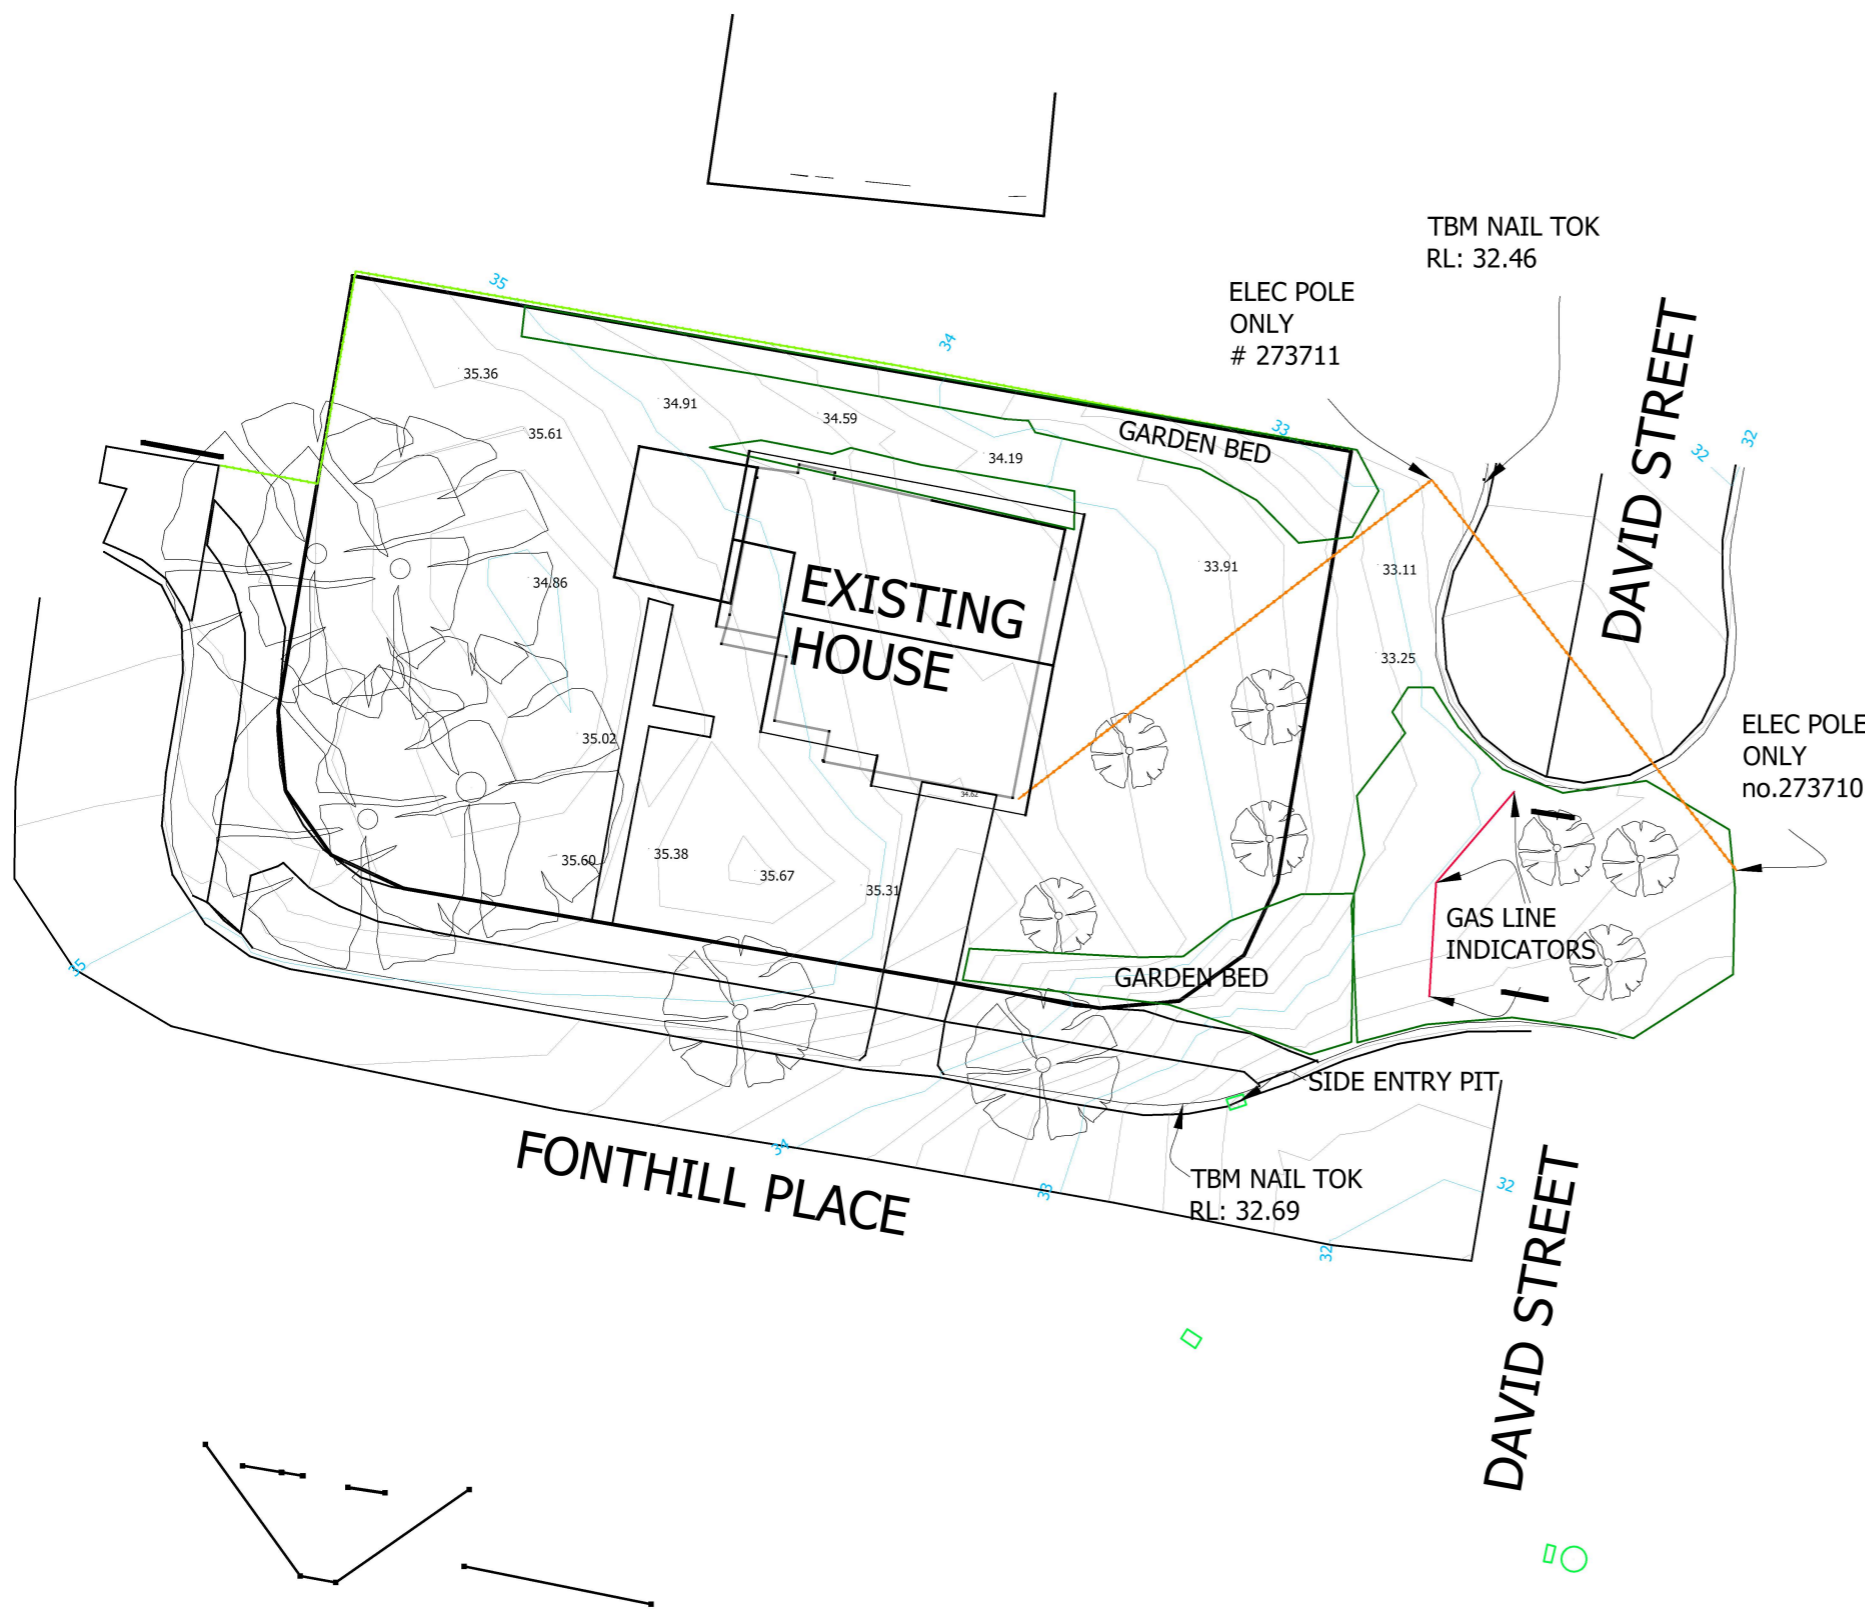 TBM NAIL TOK
RL: 32.46
ELEC POLE
ONLY
# 273711
35
34
33
32
32
DAVID STREET
GARDEN BED
35.36
34.91
34.59
35.61
34.19
34.86
33.91
33.11
33.25
EXISTING
HOUSE
35.02
34.62
ELEC POLE
ONLY
no.273710
35.60
35.38
35.67
35.31
GAS LINE
INDICATORS
GARDEN BED
35
SIDE ENTRY PIT
34
33
32
32
TBM NAIL TOK
RL: 32.69
FONTHILL PLACE
DAVID STREET